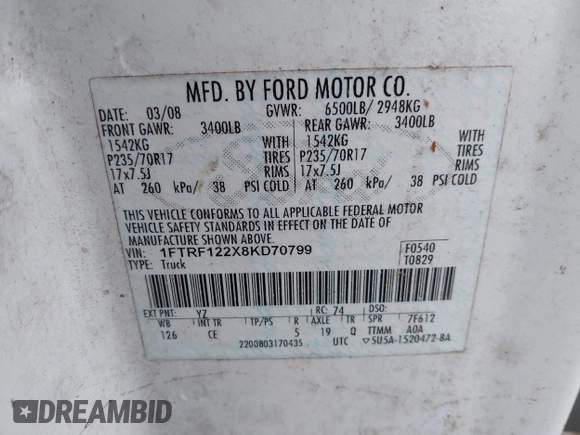 MFD. BY FORD MOTOR CO.
DATE: 03/08 GVWR: 6500LB/ 2948KG
FRONT GAWR: 3400LB REAR GAWR: 3400LB
1542KG WITH 1542KG WITH
P235/70R17 TIRES P235/70R17 TIRES
17x7.5J RIMS 17x7.5J RIMS
AT 260 kPa/ 38 PSI COLD AT 260 kPa/ 38 PSI COLD
THIS VEHICLE CONFORMS TO ALL APPLICABLE FEDERAL MOTOR
VEHICLE SAFETY STANDARDS IN EFFECT ON THE DATE OF
MANUFACTURE SHOWN ABOVE.
VIN: 1FTRF122X8KD70799 F0540
TYPE: Truck T0829
EXT PNT: YZ RC: 74 DSO:
WB INT TR TP/PS R AXLE TR SPR 7F612
126 CE 5 19 Q TTMM A0A
2200803170435 UTC ▽5U5A-1520472-BA
DREAMBID